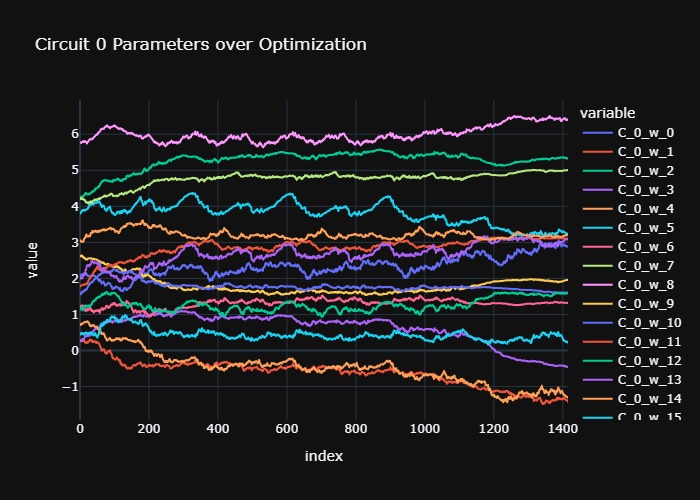 Circuit 0 Parameters over Optimization
variable
C_0_w_0
C_0_w_1
C_0_w_2
C_0_w_3
C_0_w_4
C_0_w_5
C_0_w_6
C_0_w_7
C_0_w_8
C_0_w_9
C_0_w_10
C_0_w_11
C_0_w_12
C_0_w_13
C_0_w_14
C_0_w_15
value
6
5
4
3
2
1
0
−1
0 200 400 600 800 1000 1200 1400
index